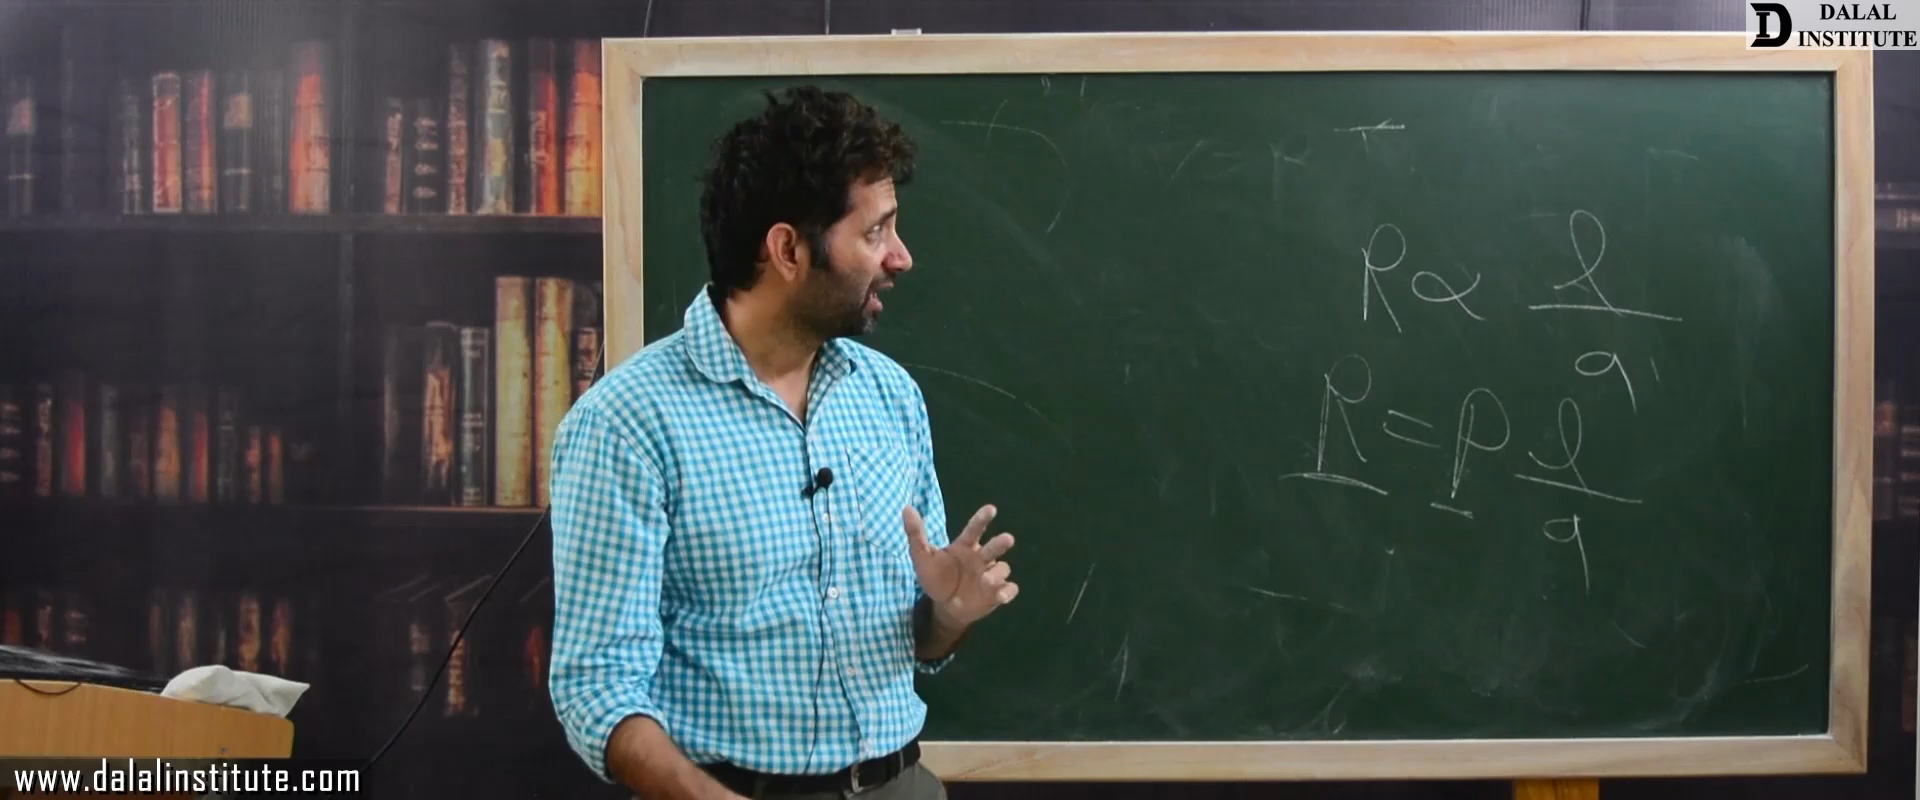 DALAL
INSTITUTE
R ∝ l/a
R = ρ l/a
www.dalalinstitute.com